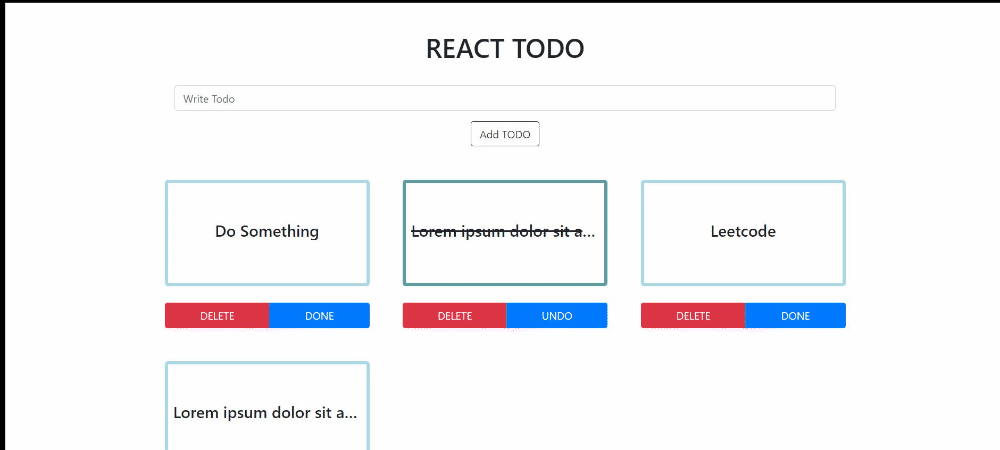 REACT TODO
Write Todo
Add TODO
Do Something
Lorem ipsum dolor sit a...
Leetcode
DELETE
DONE
DELETE
UNDO
DELETE
DONE
Lorem ipsum dolor sit a...